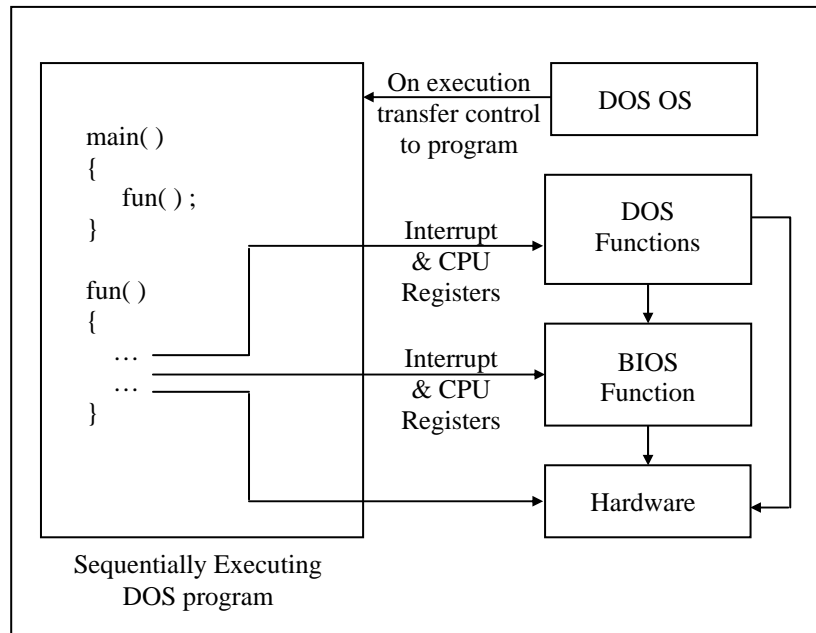 On execution
transfer control
to program
DOS OS
main( )
{
fun( ) ;
}
fun( )
{
…
…
}
Interrupt
& CPU
Registers
DOS
Functions
Interrupt
& CPU
Registers
BIOS
Function
Hardware
Sequentially Executing
DOS program